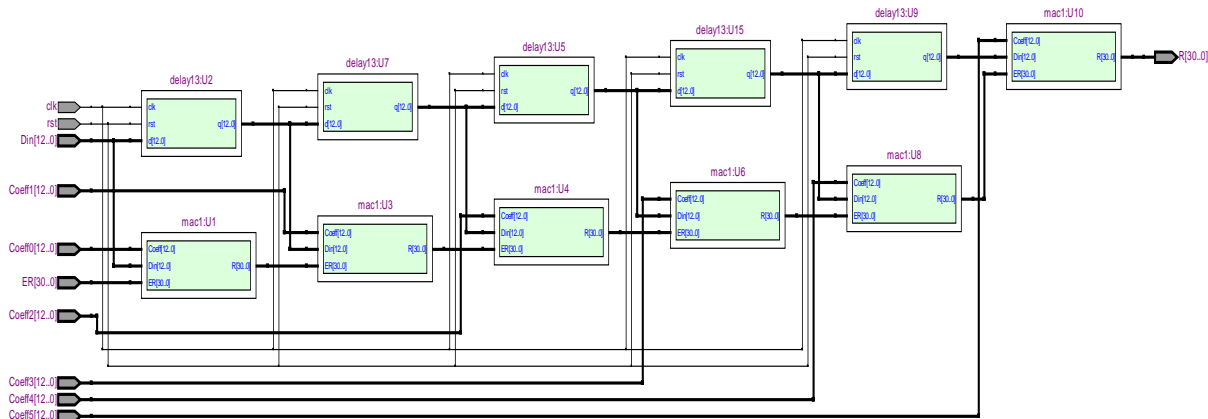 delay13:U2
clk
rst
d[12..0]
q[12..0]
delay13:U7
clk
rst
d[12..0]
q[12..0]
delay13:U5
clk
rst
d[12..0]
q[12..0]
delay13:U15
clk
rst
d[12..0]
q[12..0]
delay13:U9
clk
rst
d[12..0]
q[12..0]
mac1:U10
Coeff[12..0]
Din[12..0]
ER[30..0]
R[30..0]
R[30..0]
clk
rst
Din[12..0]
Coeff1[12..0]
Coeff0[12..0]
ER[30..0]
Coeff2[12..0]
Coeff3[12..0]
Coeff4[12..0]
Coeff5[12..0]
mac1:U1
Coeff[12..0]
Din[12..0]
ER[30..0]
R[30..0]
mac1:U3
Coeff[12..0]
Din[12..0]
ER[30..0]
R[30..0]
mac1:U4
Coeff[12..0]
Din[12..0]
ER[30..0]
R[30..0]
mac1:U6
Coeff[12..0]
Din[12..0]
ER[30..0]
R[30..0]
mac1:U8
Coeff[12..0]
Din[12..0]
ER[30..0]
R[30..0]